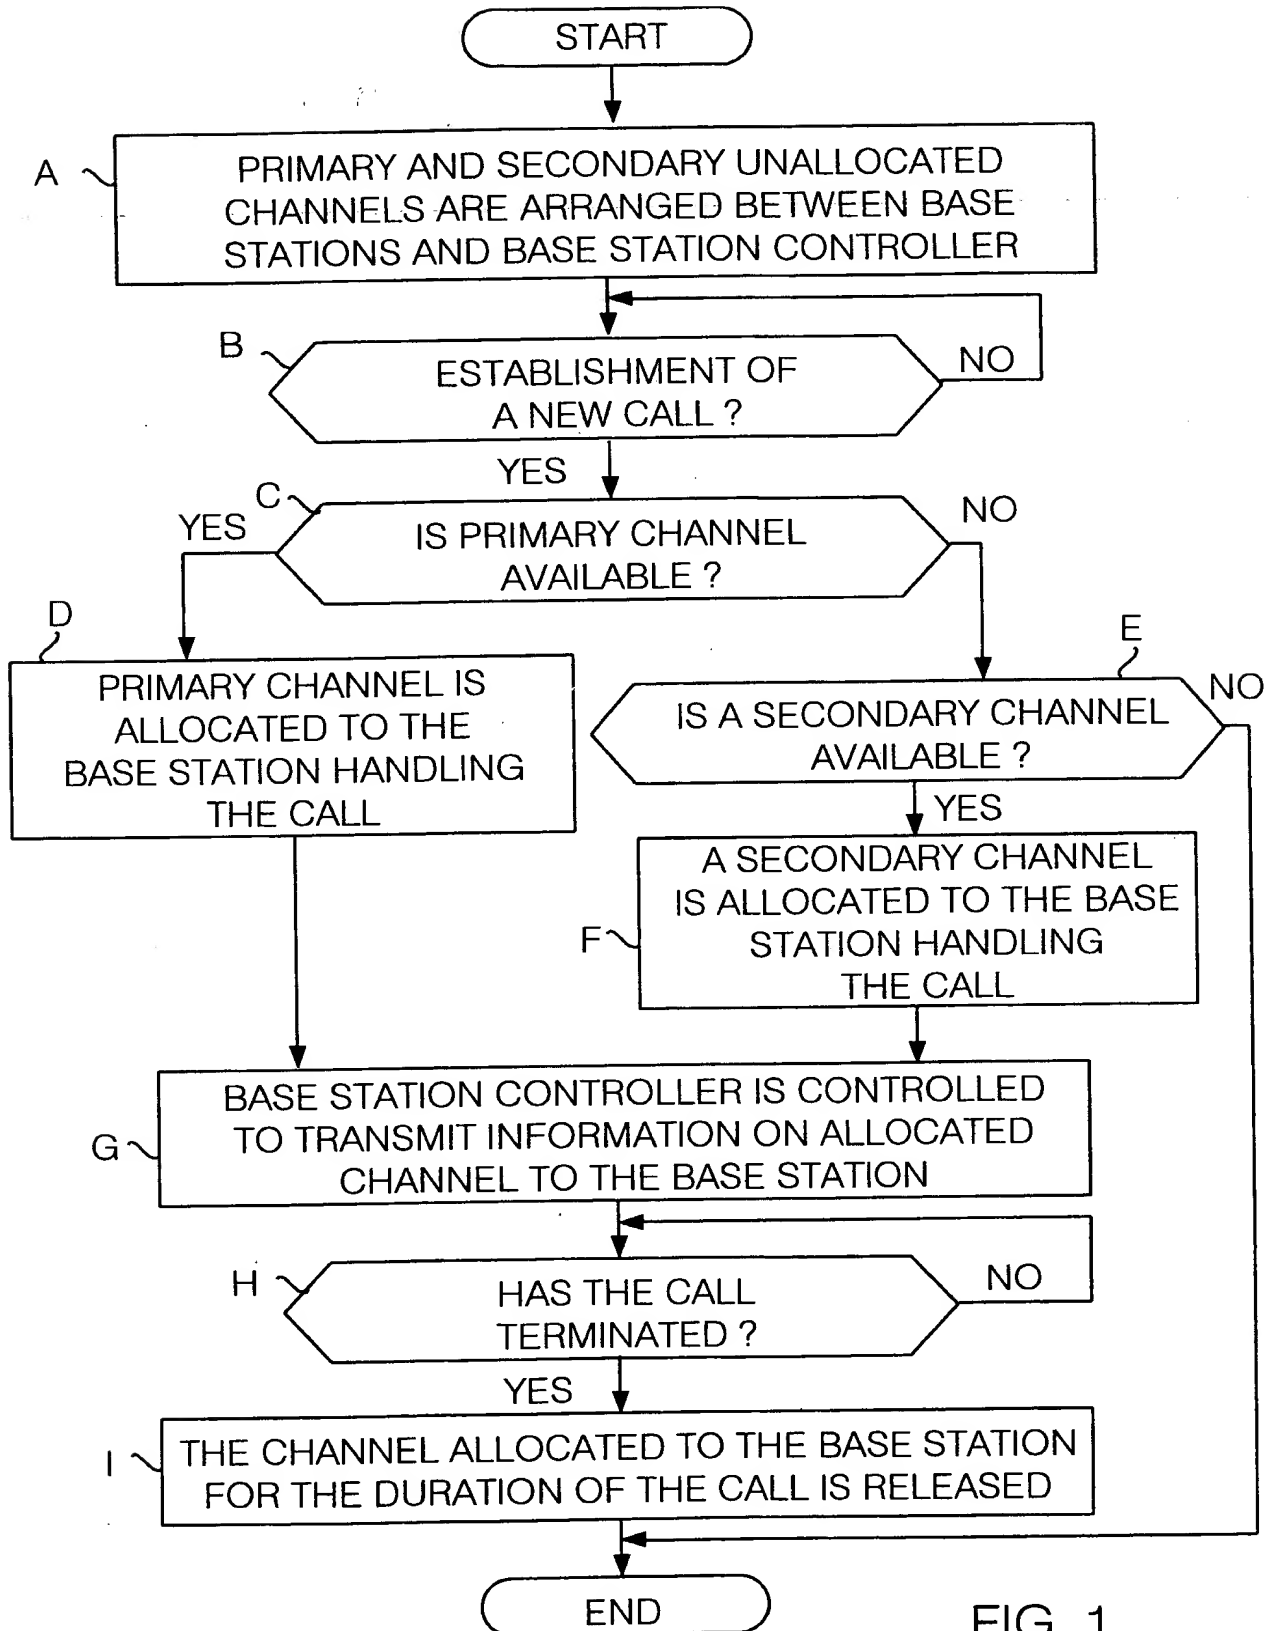 START
A
PRIMARY AND SECONDARY UNALLOCATED
CHANNELS ARE ARRANGED BETWEEN BASE
STATIONS AND BASE STATION CONTROLLER
B
ESTABLISHMENT OF
A NEW CALL ?
NO
YES
C
YES
IS PRIMARY CHANNEL
AVAILABLE ?
NO
D
PRIMARY CHANNEL IS
ALLOCATED TO THE
BASE STATION HANDLING
THE CALL
E
IS A SECONDARY CHANNEL
AVAILABLE ?
NO
YES
F
A SECONDARY CHANNEL
IS ALLOCATED TO THE BASE
STATION HANDLING
THE CALL
G
BASE STATION CONTROLLER IS CONTROLLED
TO TRANSMIT INFORMATION ON ALLOCATED
CHANNEL TO THE BASE STATION
H
HAS THE CALL
TERMINATED ?
NO
YES
I
THE CHANNEL ALLOCATED TO THE BASE STATION
FOR THE DURATION OF THE CALL IS RELEASED
END
FIG. 1